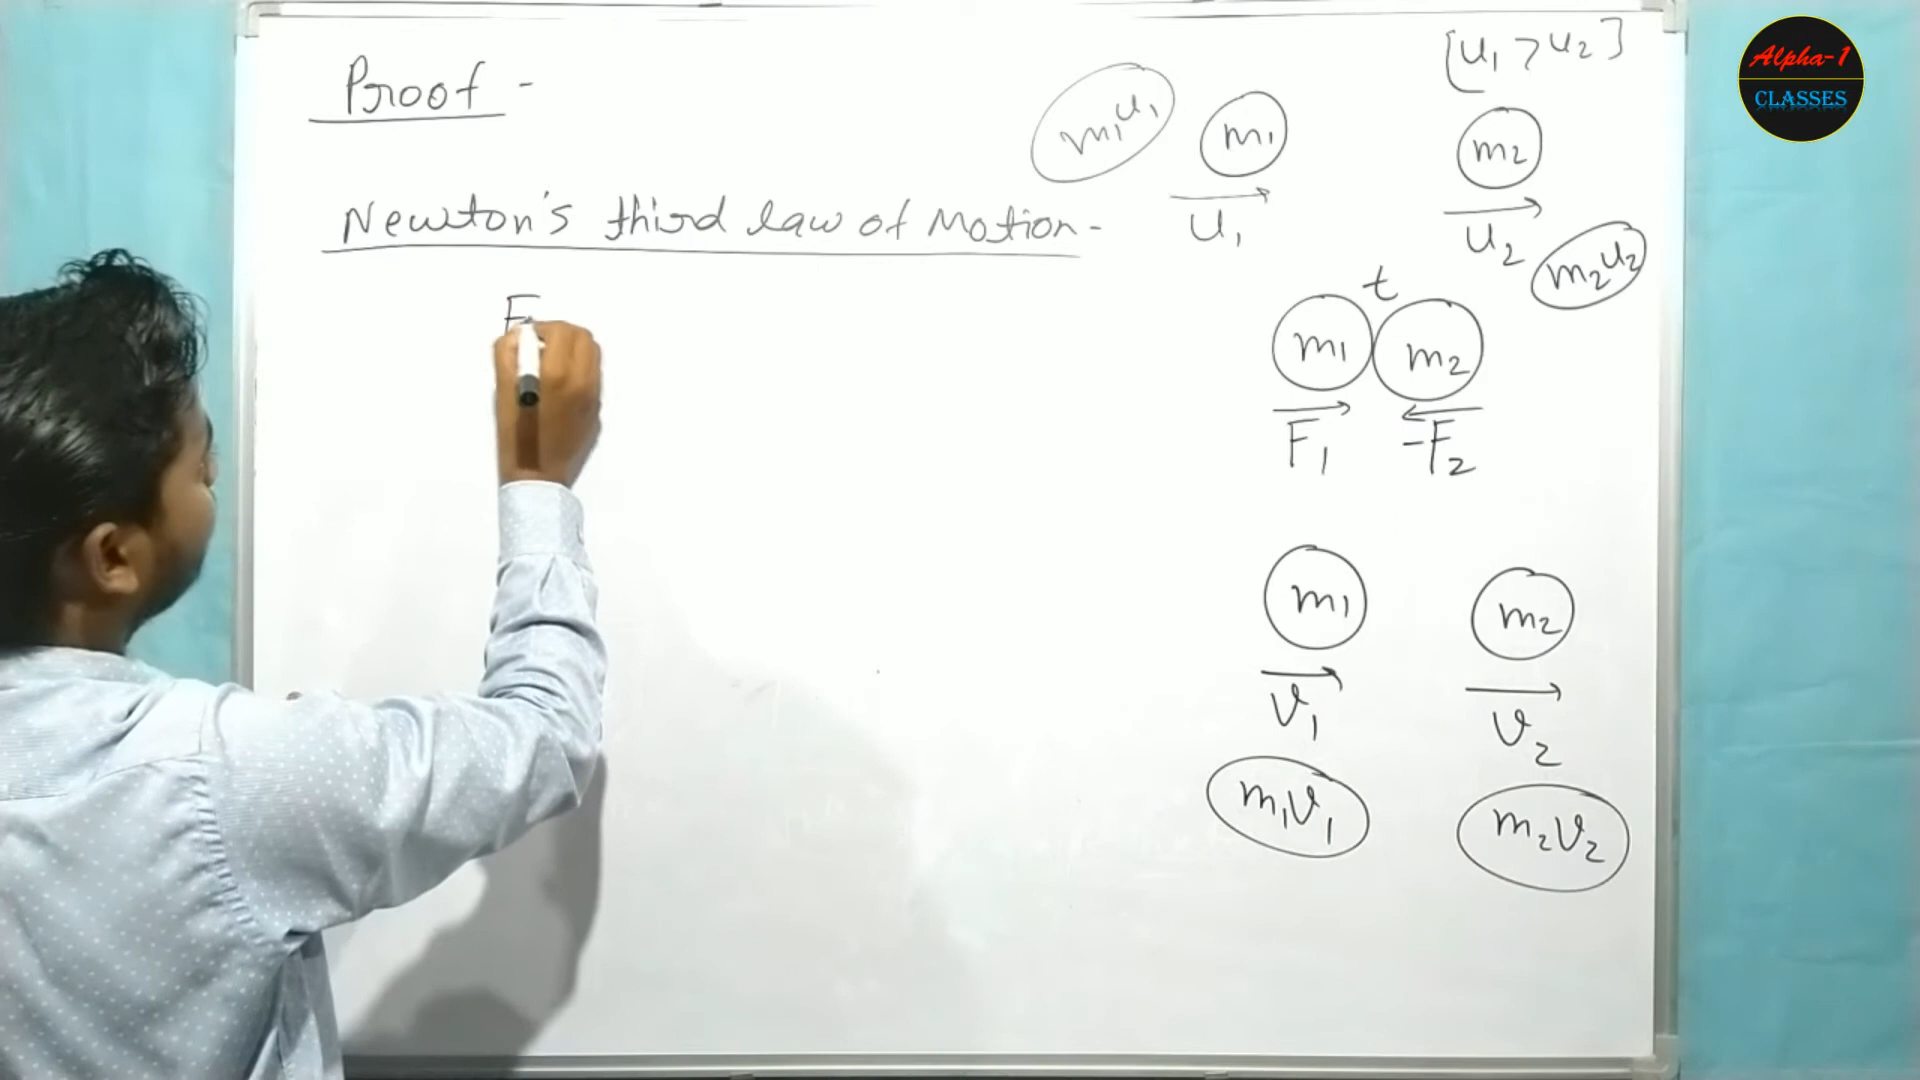 Proof -
[u1 > u2]
Alpha-1
CLASSES
m1u1
m1
m2
u1
u2
m2u2
Newton's third law of Motion-
F
t
m1
m2
F1
-F2
m1
m2
v1
v2
m1v1
m2v2